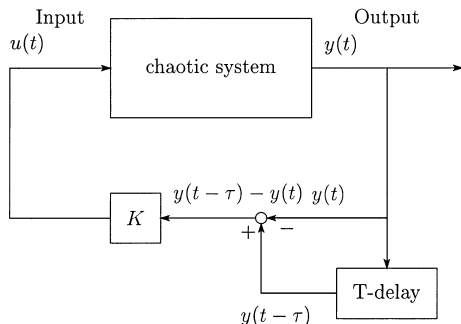 Input
Output
u(t)
y(t)
chaotic system
y(t − τ) − y(t)
y(t)
K
+
−
T-delay
y(t − τ)